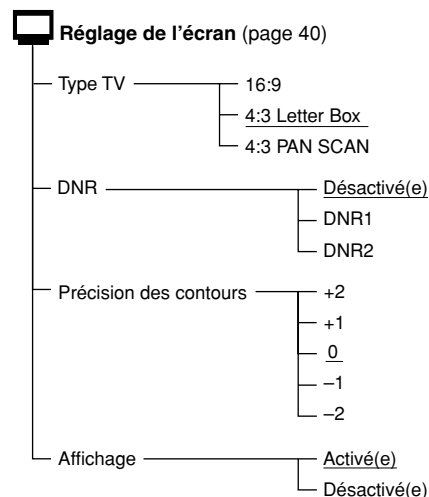 Réglage de l'écran (page 40)
Type TV
16:9
4:3 Letter Box
4:3 PAN SCAN
DNR
Désactivé(e)
DNR1
DNR2
Précision des contours
+2
+1
0
–1
–2
Affichage
Activé(e)
Désactivé(e)